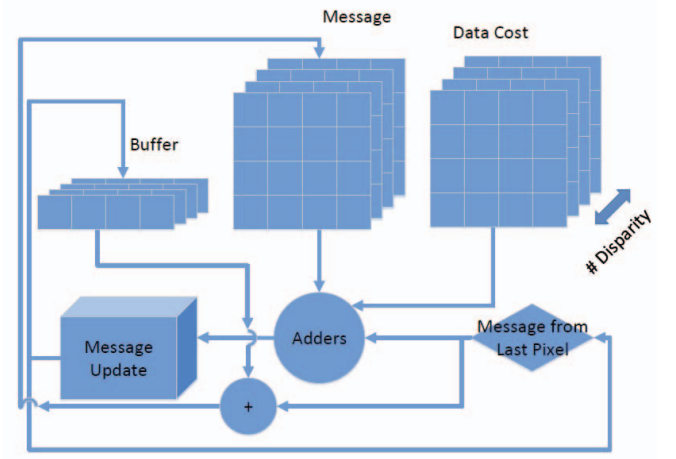 Message
Data Cost
Buffer
# Disparity
Message from
Last Pixel
Adders
Message
Update
+